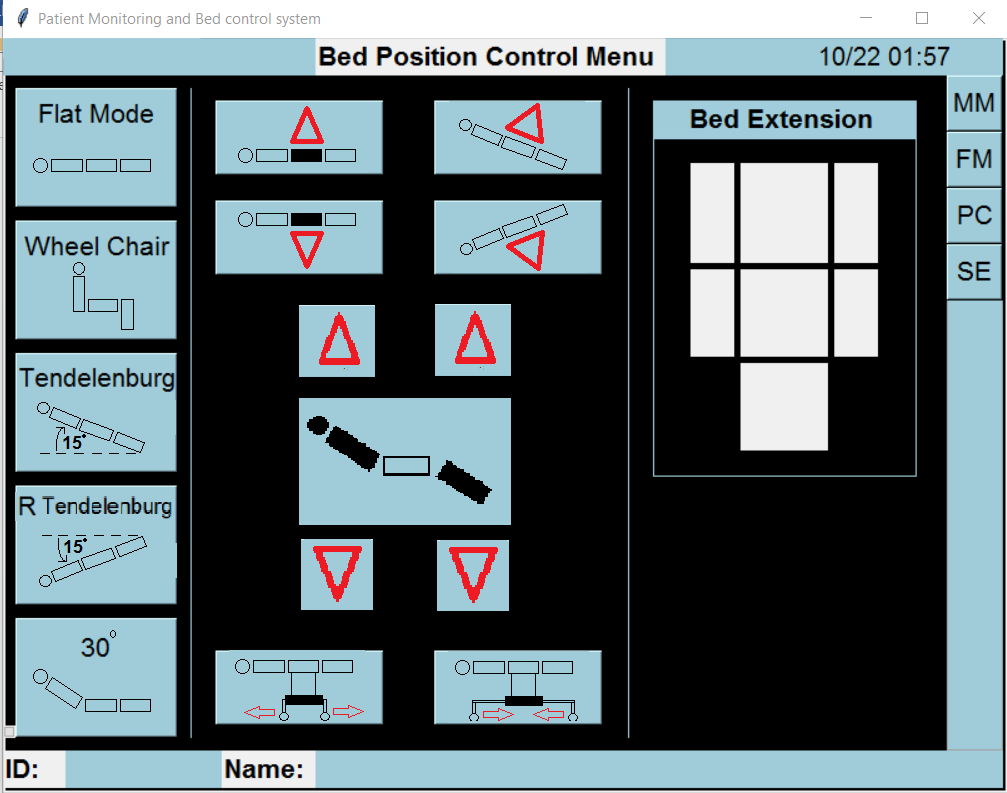 Patient Monitoring and Bed control system
Bed Position Control Menu
10/22 01:57
Flat Mode
Wheel Chair
Tendelenburg
15°
R Tendelenburg
15°
30°
Bed Extension
MM
FM
PC
SE
ID:
Name: